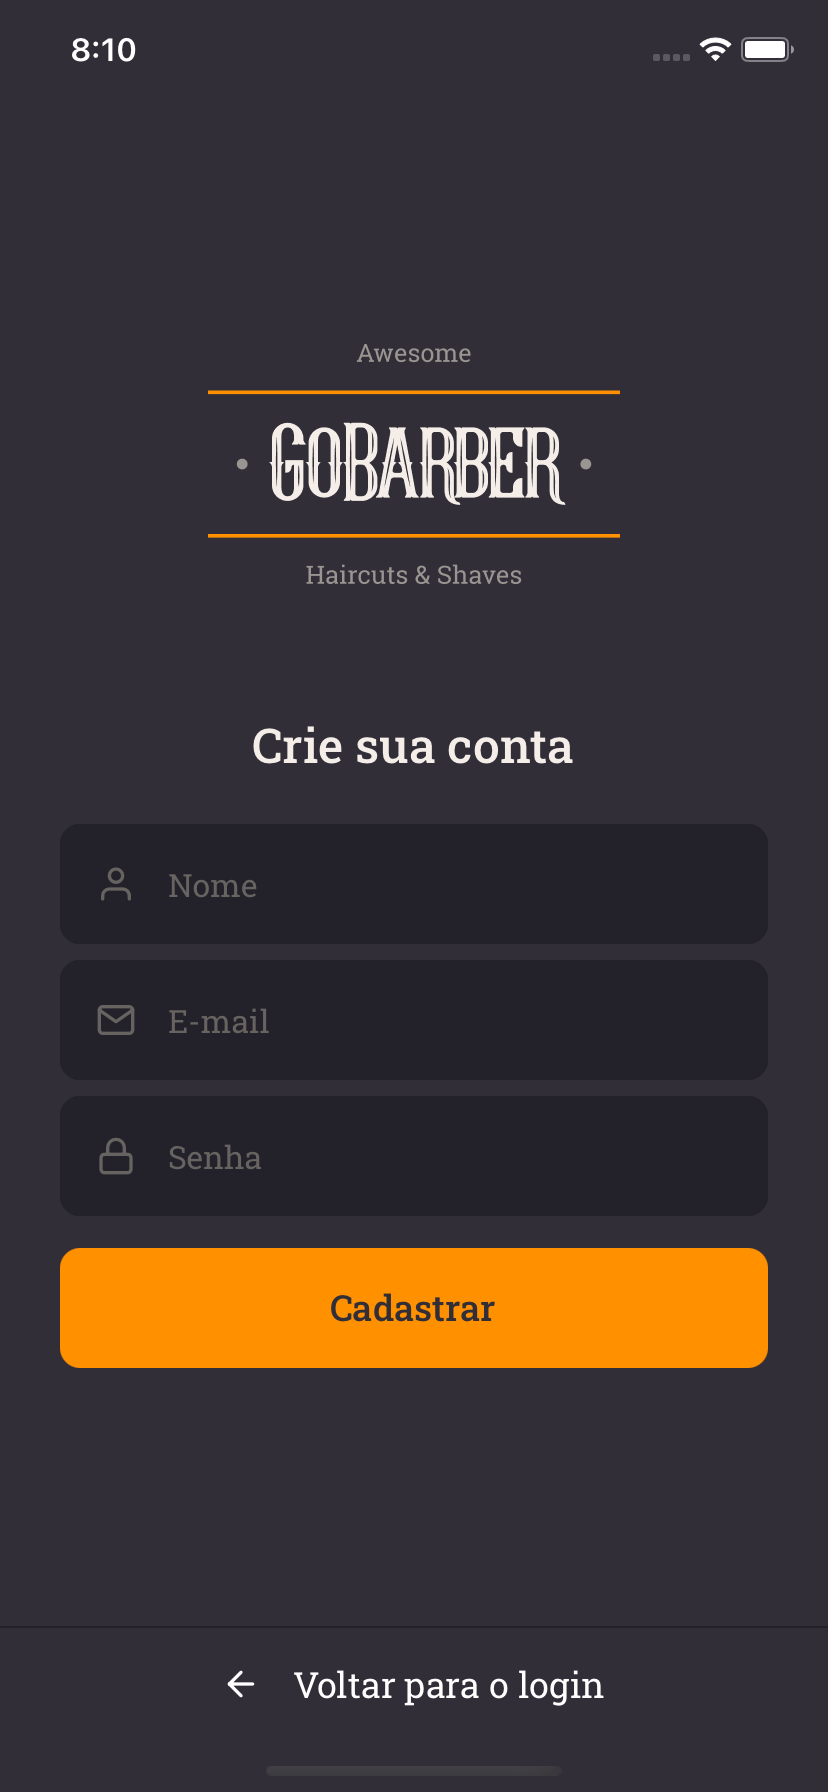 8:10
Awesome
• GOBARBER •
Haircuts & Shaves
Crie sua conta
Nome
E-mail
Senha
Cadastrar
Voltar para o login